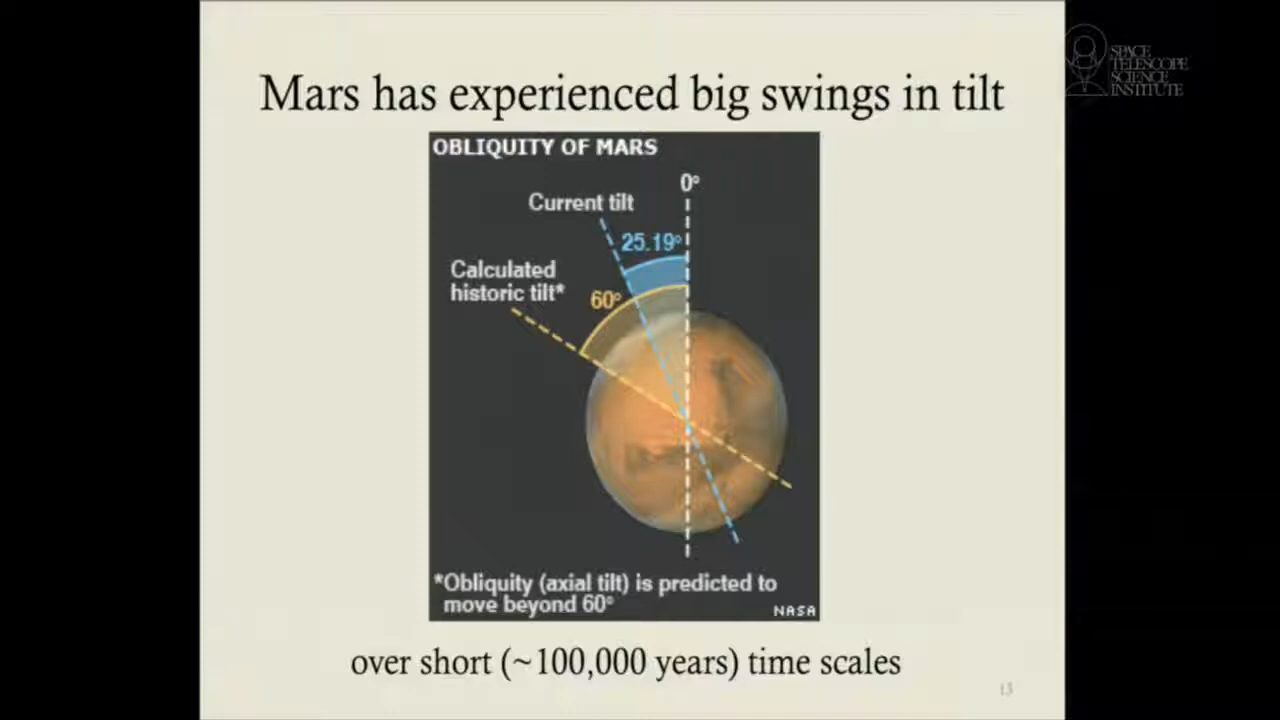 SPACE
TELESCOPE
SCIENCE
INSTITUTE
Mars has experienced big swings in tilt
OBLIQUITY OF MARS
0°
Current tilt
25.19°
Calculated
historic tilt*
60°
*Obliquity (axial tilt) is predicted to
move beyond 60°
NASA
over short (~100,000 years) time scales
13